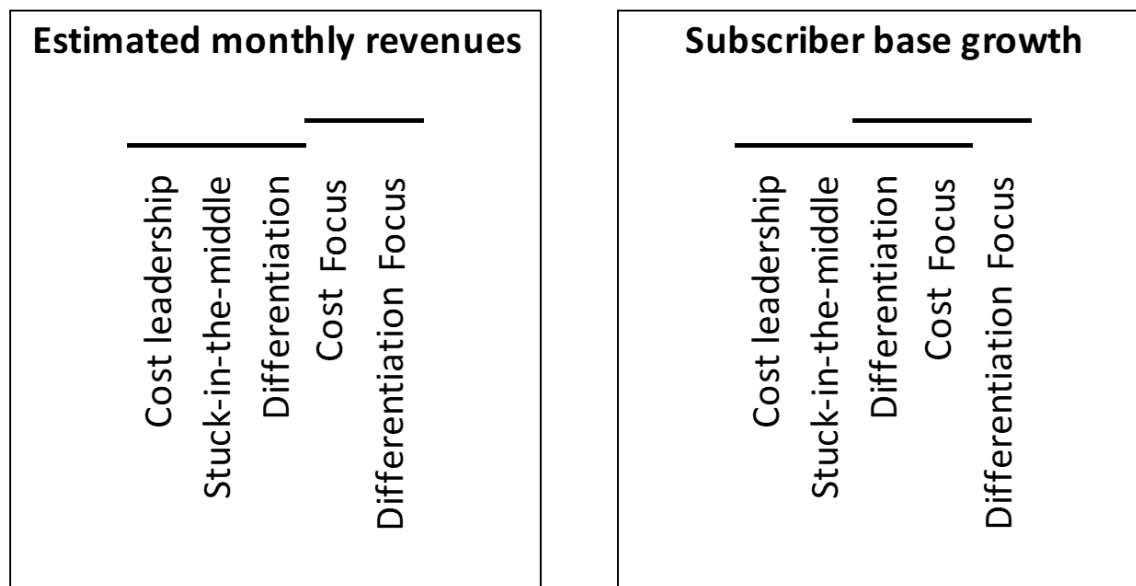 Estimated monthly revenues
Cost leadership
Stuck-in-the-middle
Differentiation
Cost Focus
Differentiation Focus
Subscriber base growth
Cost leadership
Stuck-in-the-middle
Differentiation
Cost Focus
Differentiation Focus